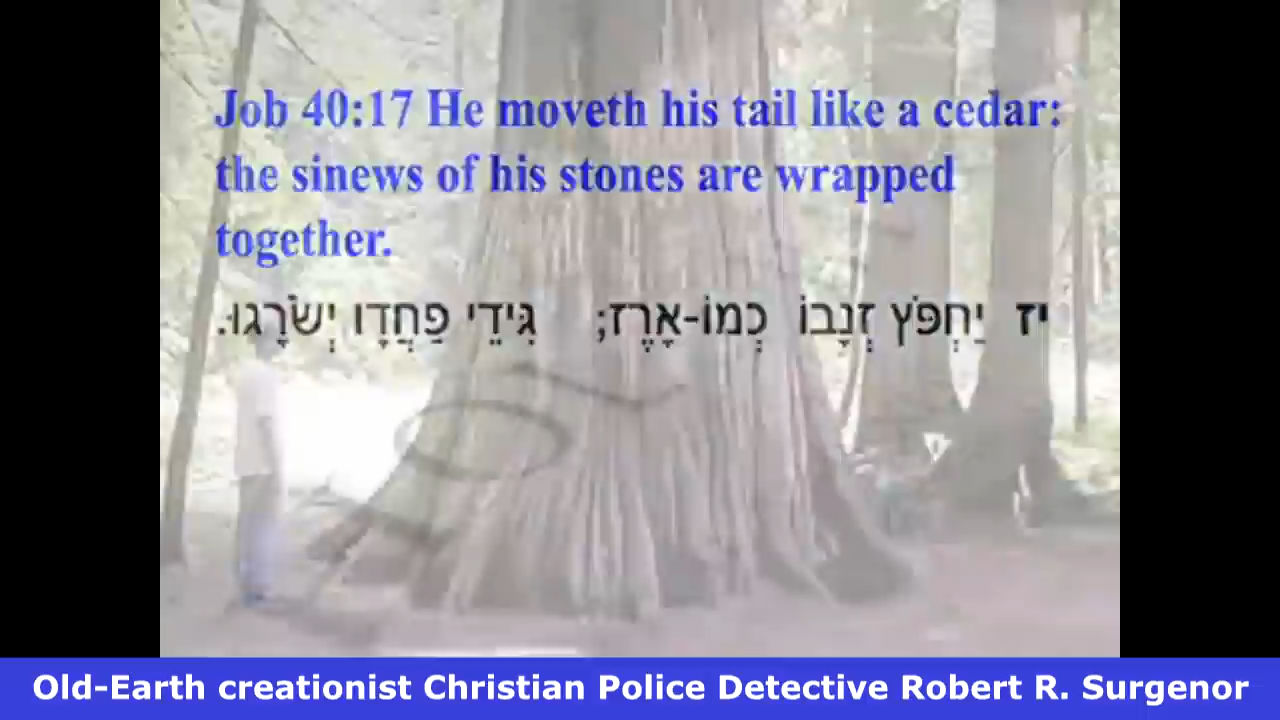 Job 40:17 He moveth his tail like a cedar:
the sinews of his stones are wrapped
together.
יז יַחְפֹּץ זְנָבוֹ כְמוֹ-אָרֶז; גִּידֵי פַחֲדָו יְשֹׂרָגוּ.
Old-Earth creationist Christian Police Detective Robert R. Surgenor